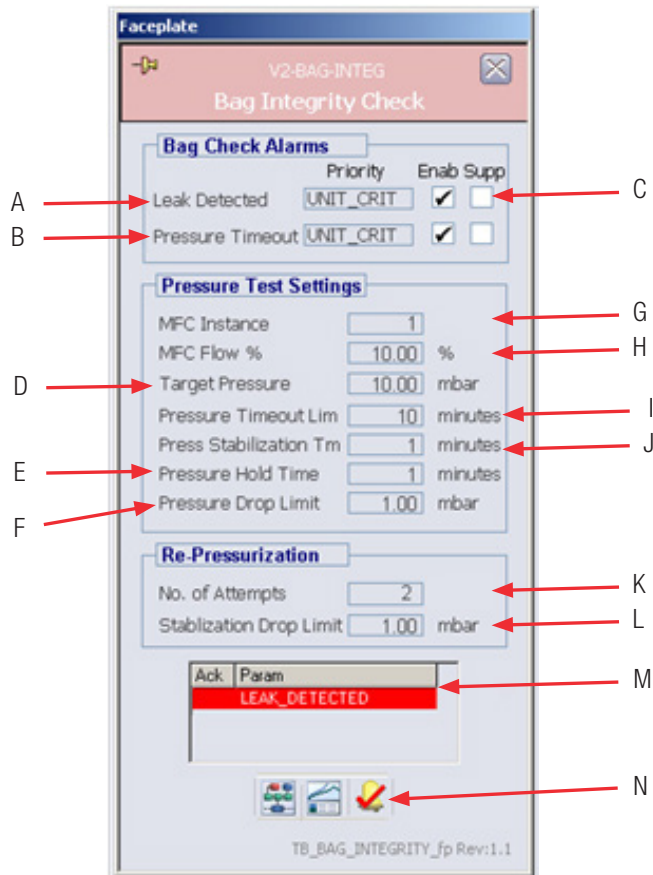 Faceplate
V2-BAG-INTEG
Bag Integrity Check
Bag Check Alarms
Priority Enab Supp
A Leak Detected UNIT_CRIT C
B Pressure Timeout UNIT_CRIT
Pressure Test Settings
MFC Instance 1 G
MFC Flow % 10.00 % H
D Target Pressure 10.00 mbar
Pressure Timeout Lim 10 minutes I
Press Stabilization Tm 1 minutes J
E Pressure Hold Time 1 minutes
F Pressure Drop Limit 1.00 mbar
Re-Pressurization
No. of Attempts 2 K
Stablization Drop Limit 1.00 mbar L
Ack Param M
LEAK_DETECTED
N
TB_BAG_INTEGRITY_fp Rev:1.1